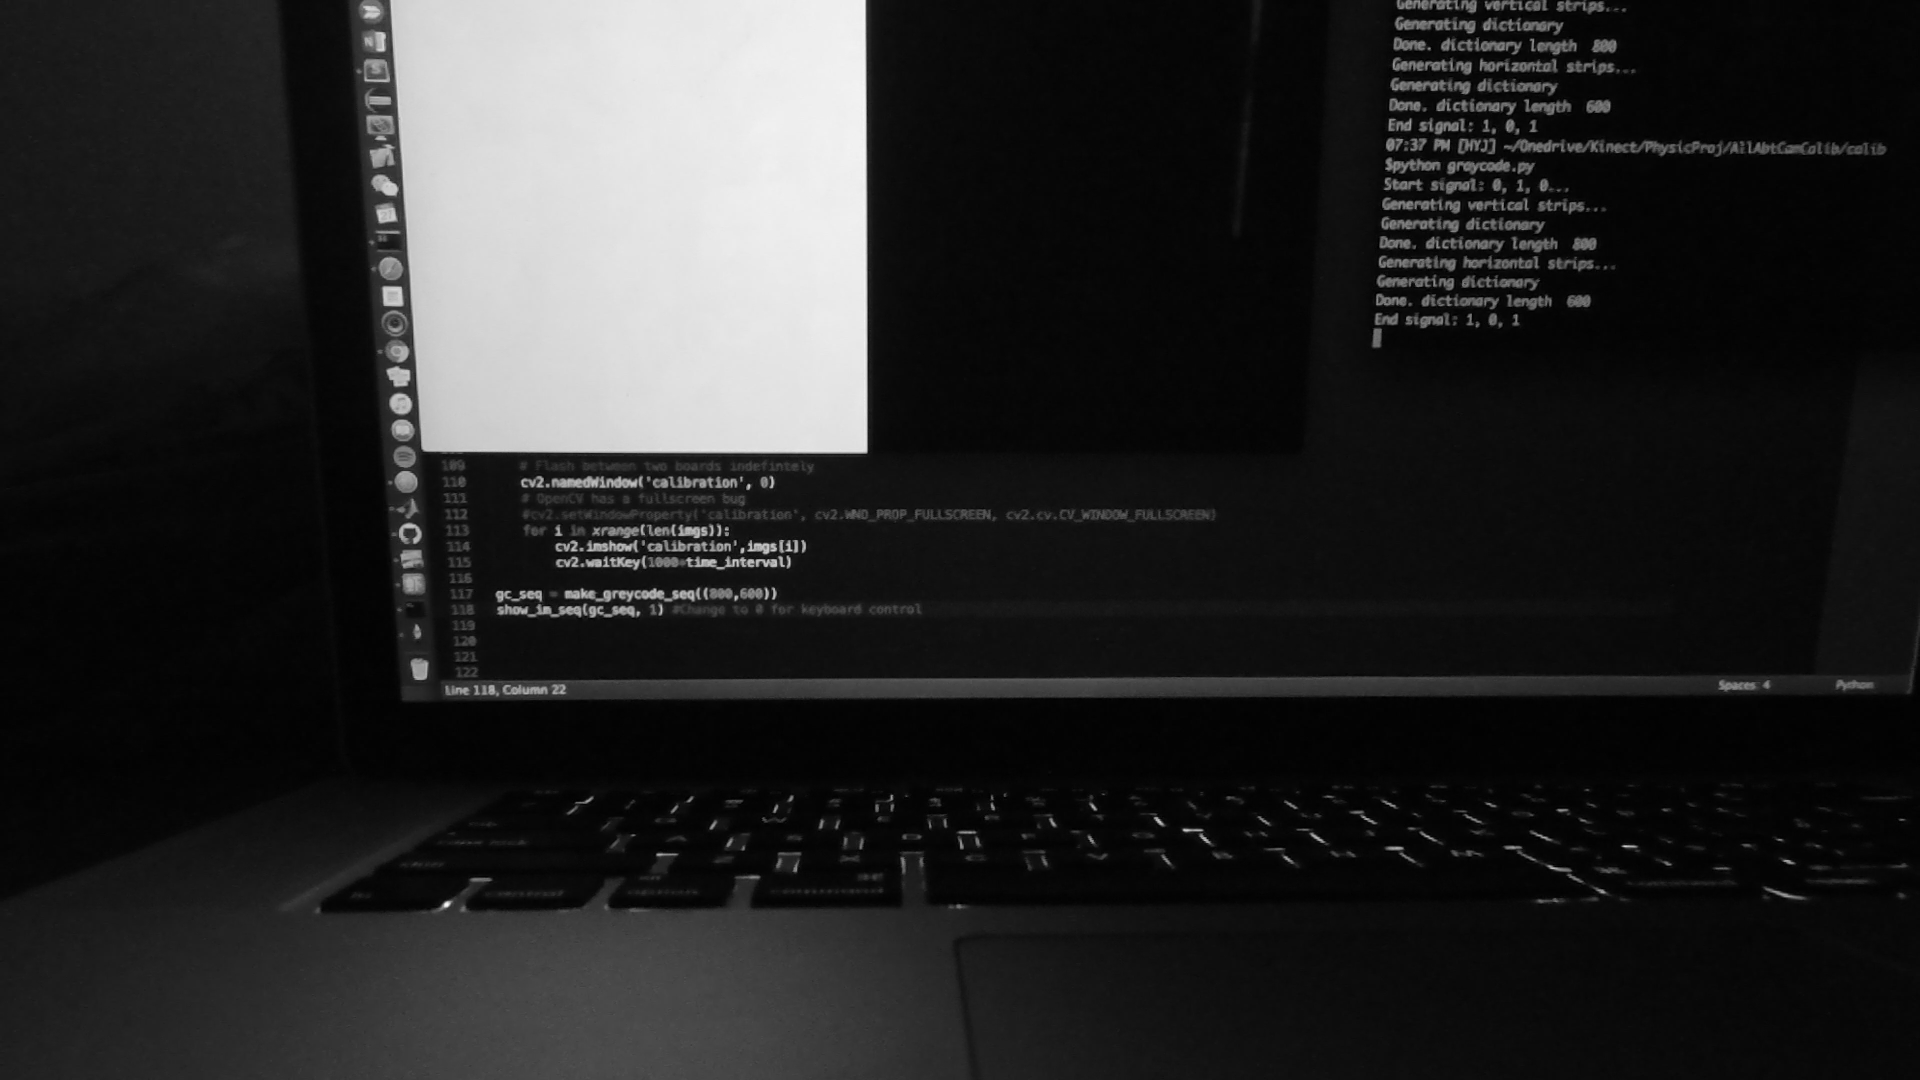 Generating vertical strips...
Generating dictionary
Done. dictionary length 800
Generating horizontal strips...
Generating dictionary
Done. dictionary length 600
End signal: 1, 0, 1
07:37 PM [HYJ] ~/Onedrive/Kinect/PhysicProj/AllAbtCamCalib/calib
$python graycode.py
Start signal: 0, 1, 0...
Generating vertical strips...
Generating dictionary
Done. dictionary length 800
Generating horizontal strips...
Generating dictionary
Done. dictionary length 600
End signal: 1, 0, 1
109 # Flash between two boards indefintely
110 cv2.namedWindow('calibration', 0)
111 # OpenCV has a fullscreen bug
112 #cv2.setWindowProperty('calibration', cv2.WND_PROP_FULLSCREEN, cv2.cv.CV_WINDOW_FULLSCREEN)
113 for i in xrange(len(imgs)):
114 cv2.imshow('calibration',imgs[i])
115 cv2.waitKey(1000*time_interval)
116
117 gc_seq = make_greycode_seq((800,600))
118 show_im_seq(gc_seq, 1) #Change to 0 for keyboard control
119
120
121
122
Line 118, Column 22
Spaces: 4 Python
A S D F
Z X C V B N M
fn control option command